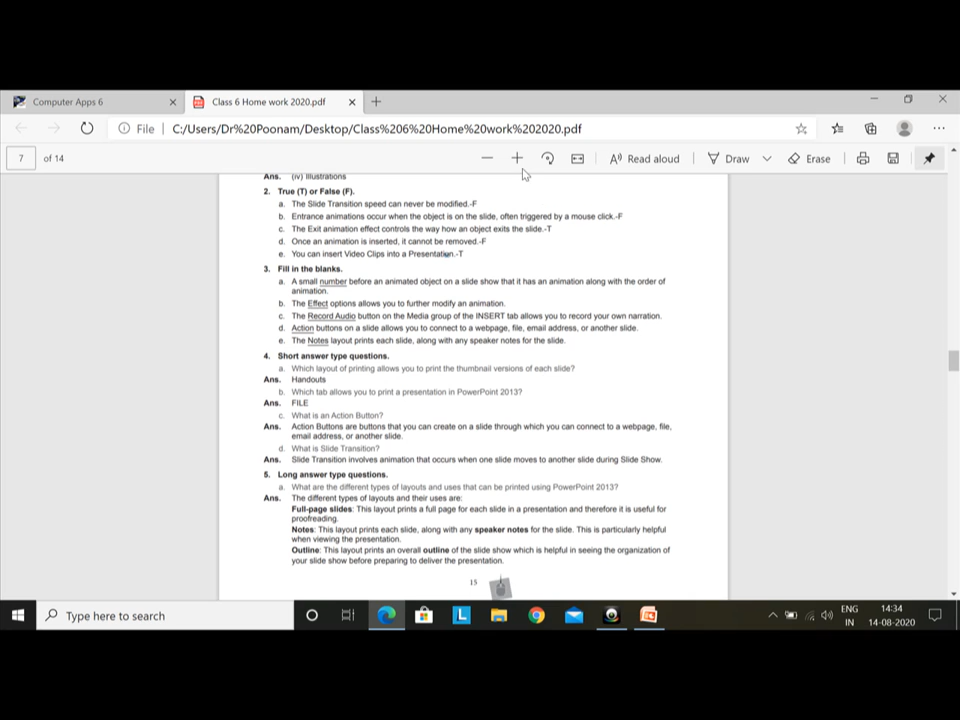 Computer Apps 6
Class 6 Home work 2020.pdf
File
C:/Users/Dr%20Poonam/Desktop/Class%206%20Home%20work%202020.pdf
7 of 14
Read aloud
Draw
Erase
Ans. (iv) Illustrations
2. True (T) or False (F).
a. The Slide Transition speed can never be modified.-F
b. Entrance animations occur when the object is on the slide, often triggered by a mouse click.-F
c. The Exit animation effect controls the way how an object exits the slide.-T
d. Once an animation is inserted, it cannot be removed.-F
e. You can insert Video Clips into a Presentation.-T
3. Fill in the blanks.
a. A small number before an animated object on a slide show that it has an animation along with the order of
animation.
b. The Effect options allows you to further modify an animation.
c. The Record Audio button on the Media group of the INSERT tab allows you to record your own narration.
d. Action buttons on a slide allows you to connect to a webpage, file, email address, or another slide.
e. The Notes layout prints each slide, along with any speaker notes for the slide.
4. Short answer type questions.
a. Which layout of printing allows you to print the thumbnail versions of each slide?
Ans. Handouts
b. Which tab allows you to print a presentation in PowerPoint 2013?
Ans. FILE
c. What is an Action Button?
Ans. Action Buttons are buttons that you can create on a slide through which you can connect to a webpage, file,
email address, or another slide.
d. What is Slide Transition?
Ans. Slide Transition involves animation that occurs when one slide moves to another slide during Slide Show.
5. Long answer type questions.
a. What are the different types of layouts and uses that can be printed using PowerPoint 2013?
Ans. The different types of layouts and their uses are:
Full-page slides: This layout prints a full page for each slide in a presentation and therefore it is useful for
proofreading.
Notes: This layout prints each slide, along with any speaker notes for the slide. This is particularly helpful
when viewing the presentation.
Outline: This layout prints an overall outline of the slide show which is helpful in seeing the organization of
your slide show before preparing to deliver the presentation.
15
Type here to search
L
ENG
IN
14:34
14-08-2020